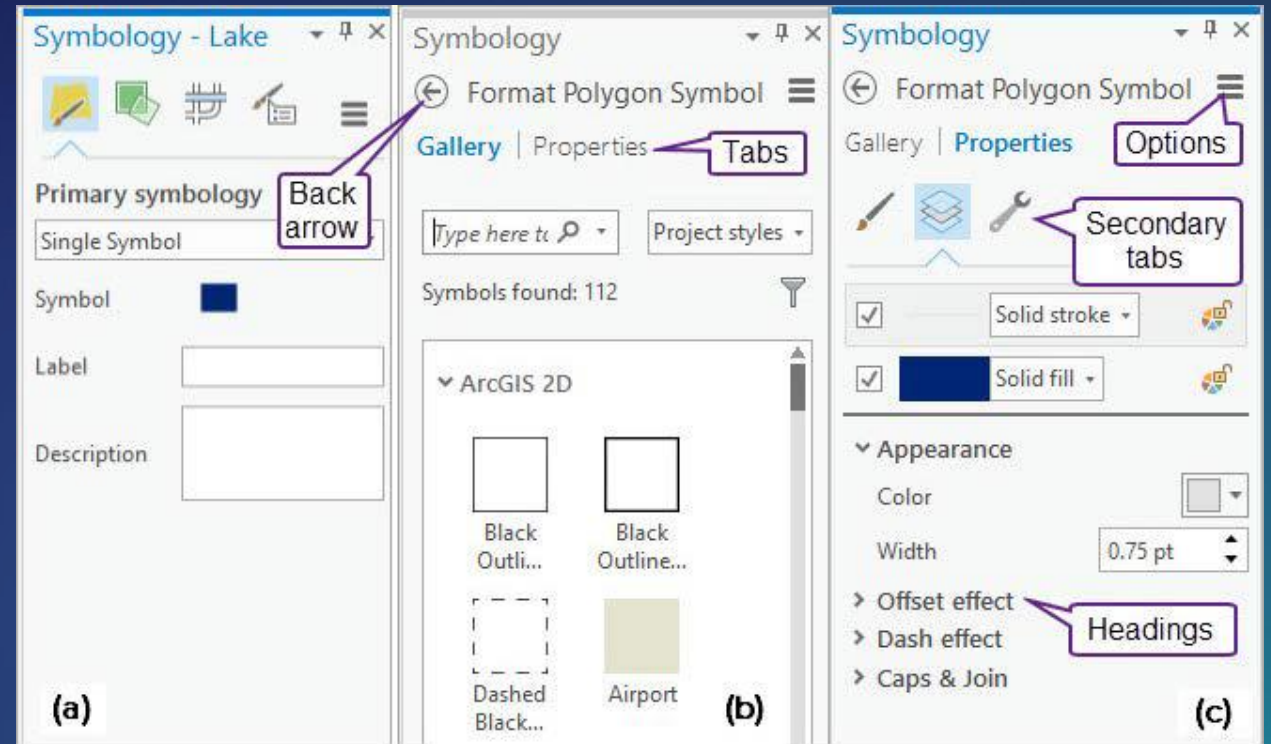 Symbology - Lake
Primary symbology
Single Symbol
Symbol
Label
Description
(a)
Back
arrow
Symbology
Format Polygon Symbol
Gallery | Properties
Tabs
Type here to
Project styles
Symbols found: 112
ArcGIS 2D
Black
Outli...
Black
Outline...
Dashed
Black...
Airport
(b)
Symbology
Format Polygon Symbol
Options
Gallery | Properties
Secondary
tabs
Solid stroke
Solid fill
Appearance
Color
Width
0.75 pt
Offset effect
Headings
Dash effect
Caps & Join
(c)